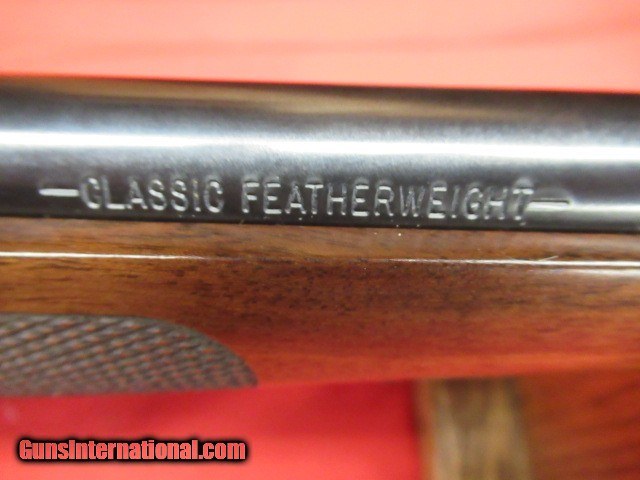 —CLASSIC FEATHERWEIGHT—
GunsInternational.com